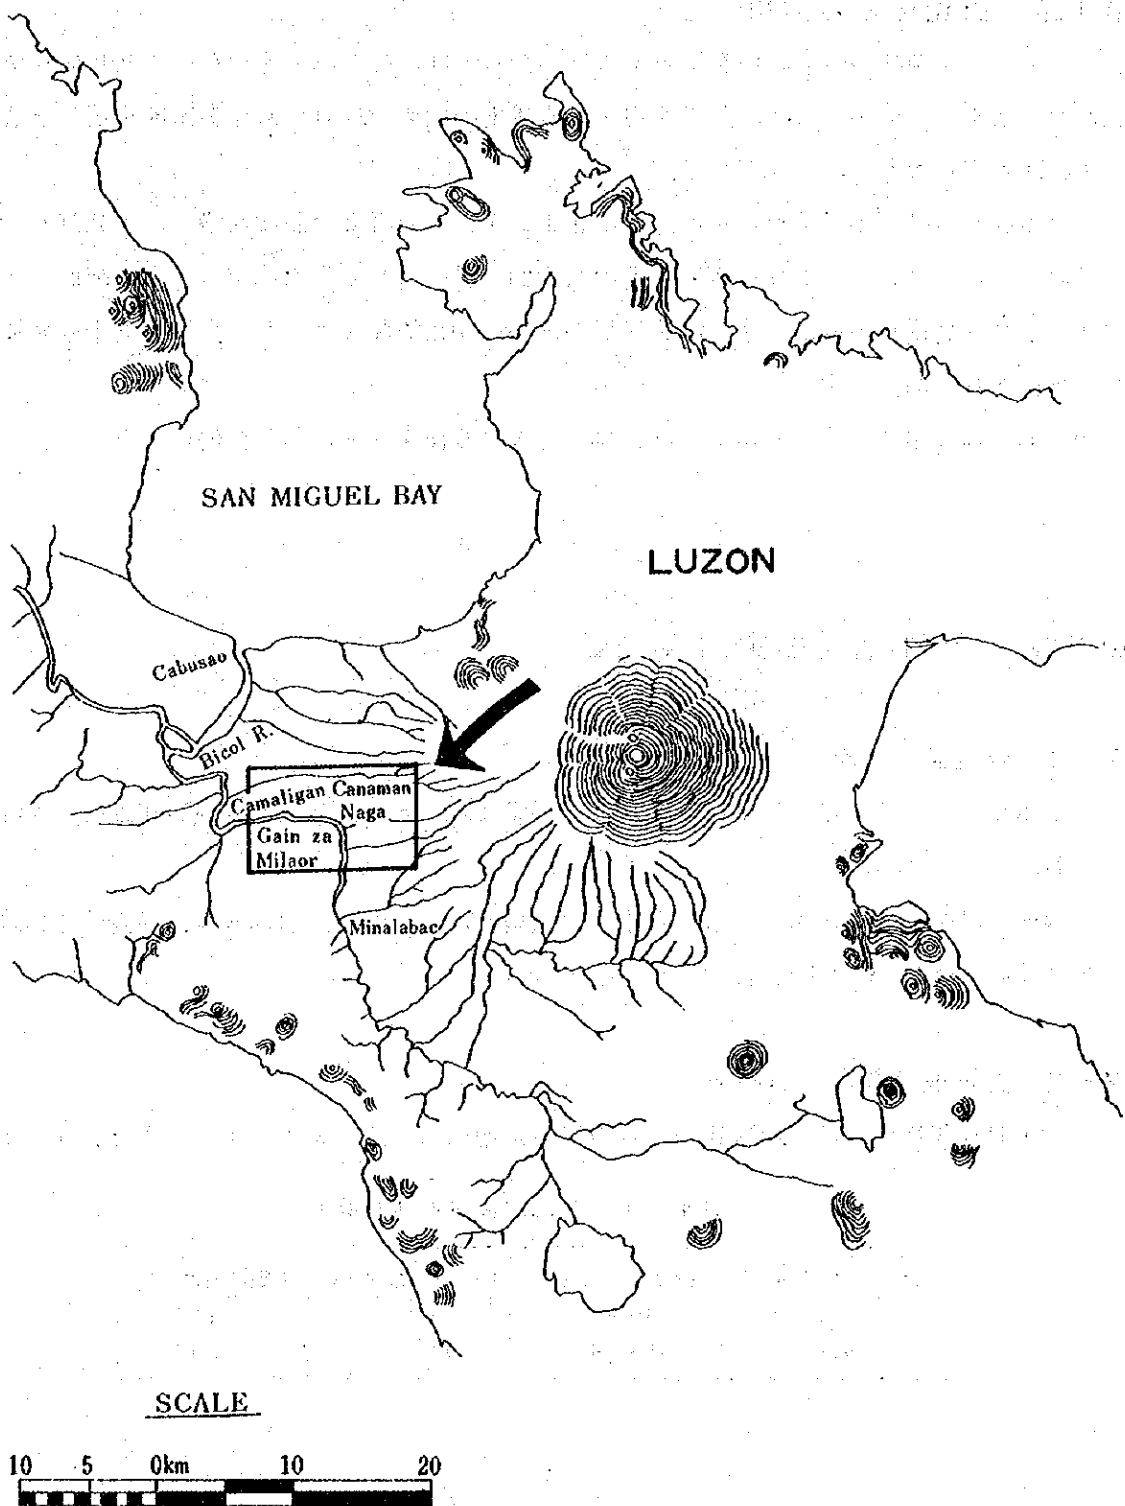 SAN MIGUEL BAY
LUZON
Cabusao
Bicol R.
Camaligan Canaman
Naga
Gain za
Milaor
Minalabac
SCALE
10 5 0km 10 20